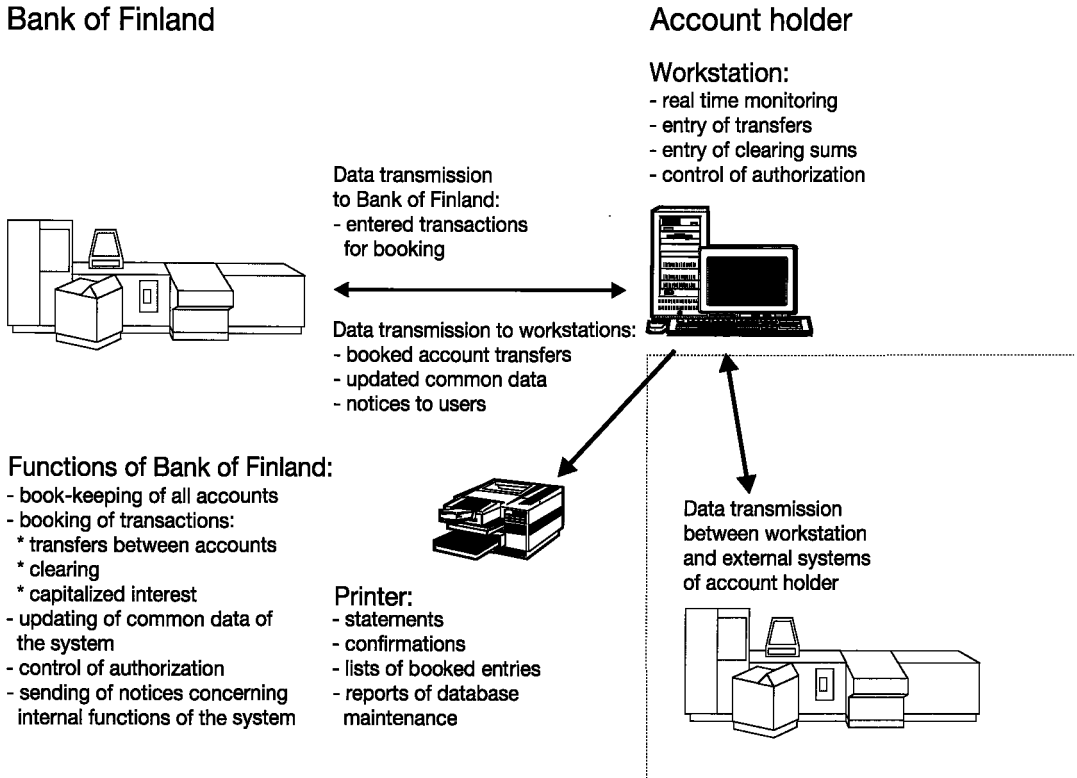 Bank of Finland
Account holder
Workstation:
- real time monitoring
- entry of transfers
- entry of clearing sums
- control of authorization
Data transmission
to Bank of Finland:
- entered transactions
for booking
Data transmission to workstations:
- booked account transfers
- updated common data
- notices to users
Functions of Bank of Finland:
- book-keeping of all accounts
- booking of transactions:
* transfers between accounts
* clearing
* capitalized interest
- updating of common data of
the system
- control of authorization
- sending of notices concerning
internal functions of the system
Printer:
- statements
- confirmations
- lists of booked entries
- reports of database
maintenance
Data transmission
between workstation
and external systems
of account holder